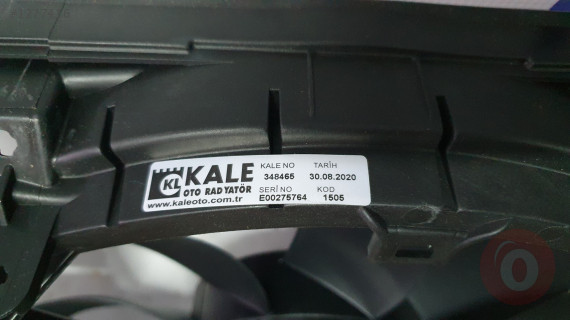 KL KALE
OTO RADYATÖR
www.kaleoto.com.tr
KALE NO TARİH
348465 30.08.2020
SERİ NO KOD
E00275764 1505